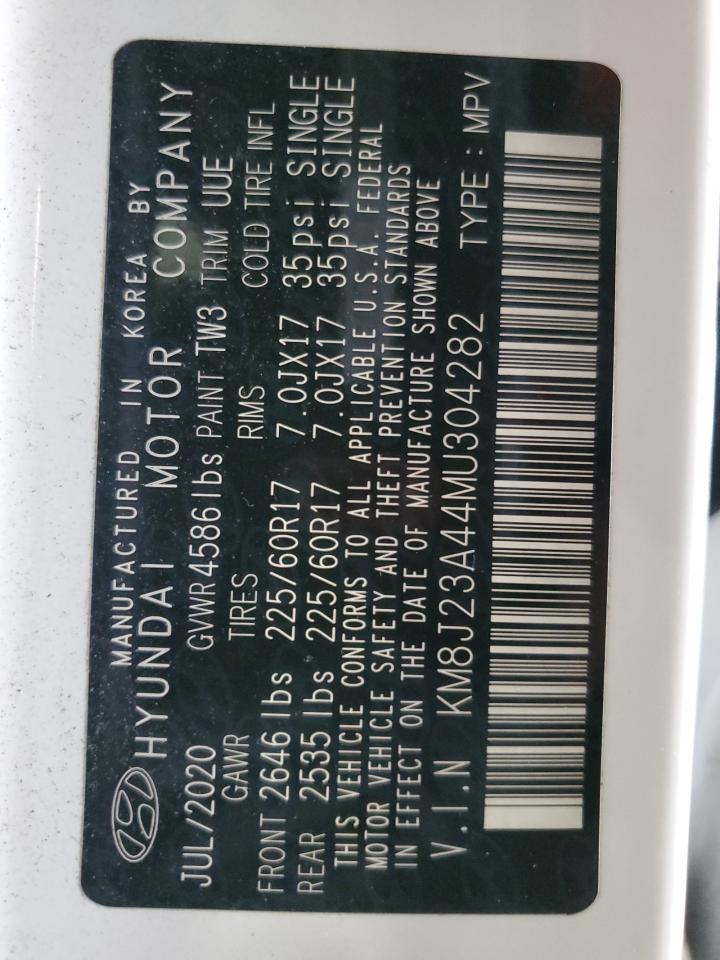 MANUFACTURED IN KOREA BY
HYUNDAI MOTOR COMPANY
JUL/2020 GVWR 4586 lbs PAINT TW3 TRIM UUE
GAWR TIRES RIMS COLD TIRE INFL
FRONT 2646 lbs 225/60R17 7.0JX17 35psi SINGLE
REAR 2535 lbs 225/60R17 7.0JX17 35psi SINGLE
THIS VEHICLE CONFORMS TO ALL APPLICABLE U.S.A. FEDERAL
MOTOR VEHICLE SAFETY AND THEFT PREVENTION STANDARDS
IN EFFECT ON THE DATE OF MANUFACTURE SHOWN ABOVE
V.I.N KM8J23A44MU304282 TYPE : MPV